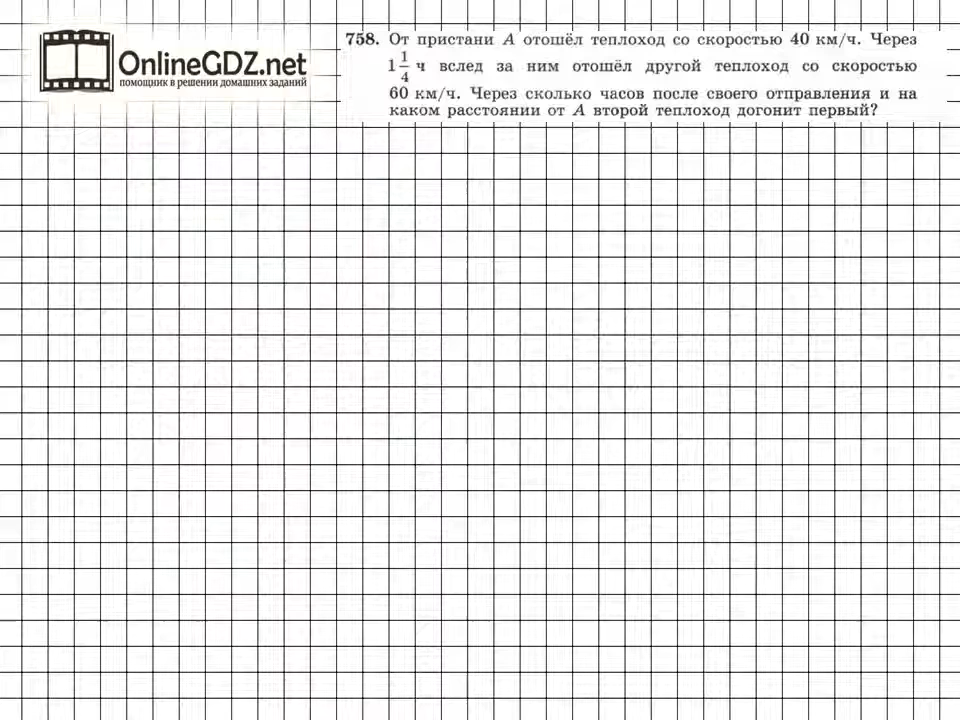 OnlineGDZ.net
помощник в решении домашних заданий
758. От пристани А отошёл теплоход со скоростью 40 км/ч. Через
1 1/4 ч вслед за ним отошёл другой теплоход со скоростью
60 км/ч. Через сколько часов после своего отправления и на
каком расстоянии от А второй теплоход догонит первый?